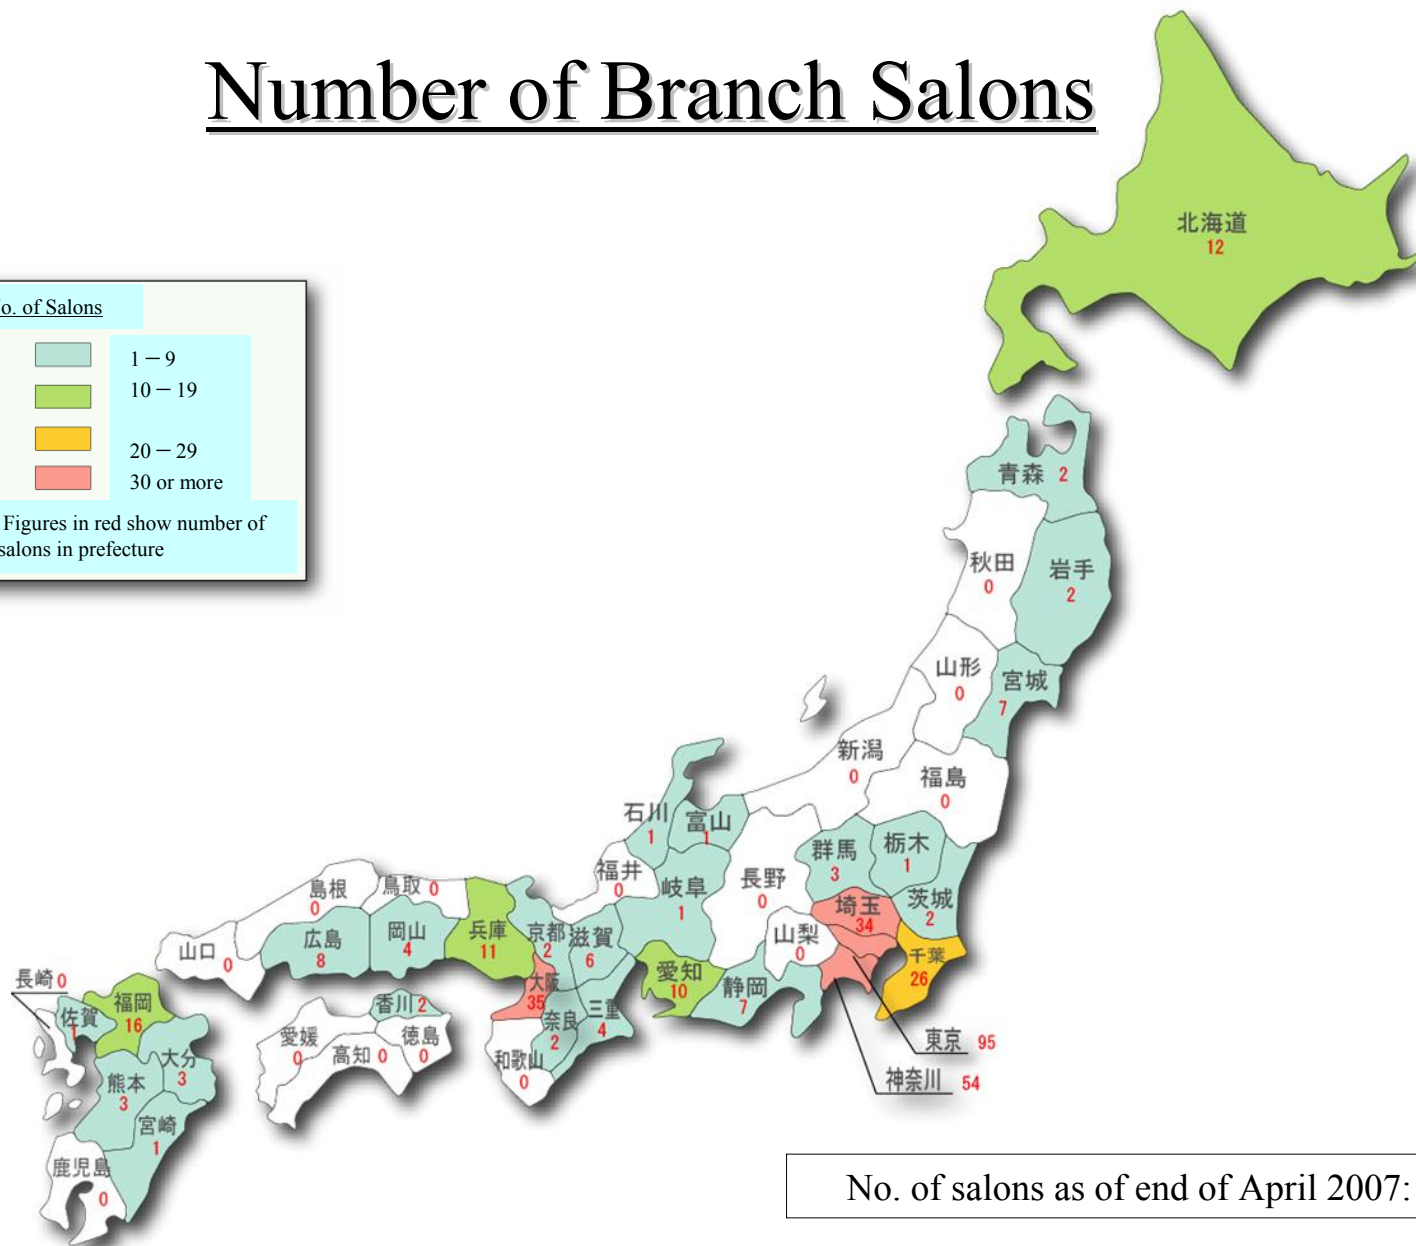 Number of Branch Salons
o. of Salons
1－9
10－19
20－29
30 or more
Figures in red show number of
salons in prefecture
北海道
12
青森 2
秋田
0
岩手
2
山形
0
宮城
7
新潟
0
福島
0
石川
1
富山
1
群馬
3
栃木
1
福井
0
岐阜
1
長野
0
埼玉
34
茨城
2
島根
0
鳥取 0
山口
0
広島
8
岡山
4
兵庫
11
京都
2
滋賀
6
山梨
0
千葉
26
愛知
10
静岡
7
大阪
35
奈良
2
三重
4
和歌山
0
長崎 0
佐賀
1
福岡
16
香川 2
愛媛
0
高知 0
徳島
0
大分
3
熊本
3
宮崎
1
鹿児島
0
東京 95
神奈川 54
No. of salons as of end of April 2007: